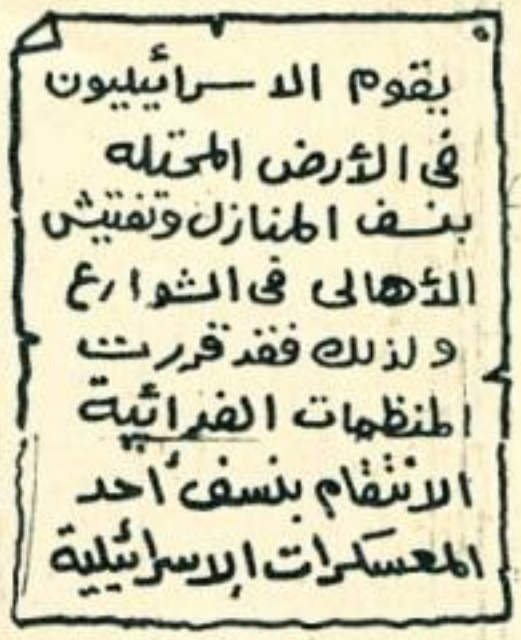 يقوم الاسرائيليون
فى الأرض المحتله
بنسف المنازل وتفتيش
الأهالى فى الشوارع
ولذلك فقد قررت
المنظمات الفدائية
الانتقام بنسف أحد
المعسكرات الإسرائيلية